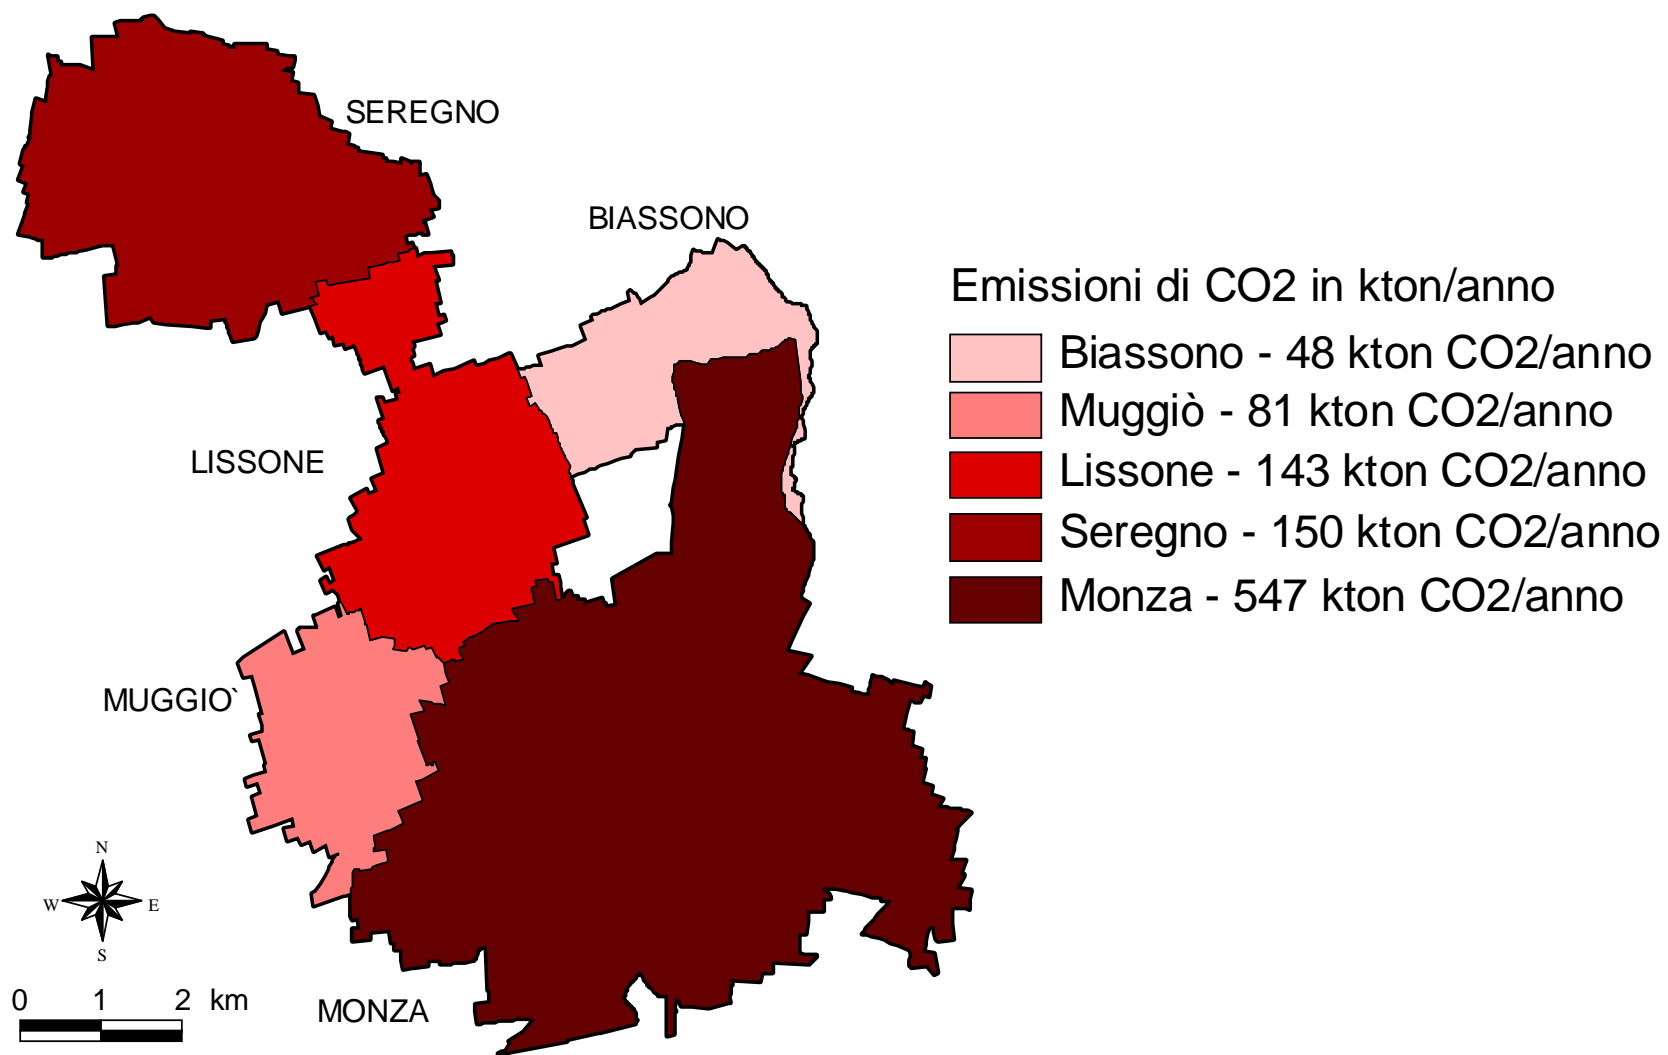 SEREGNO
BIASSONO
Emissioni di CO2 in kton/anno
Biassono - 48 kton CO2/anno
Muggiò - 81 kton CO2/anno
Lissone - 143 kton CO2/anno
Seregno - 150 kton CO2/anno
Monza - 547 kton CO2/anno
LISSONE
MUGGIO`
N
W
E
S
0 1 2 km
MONZA